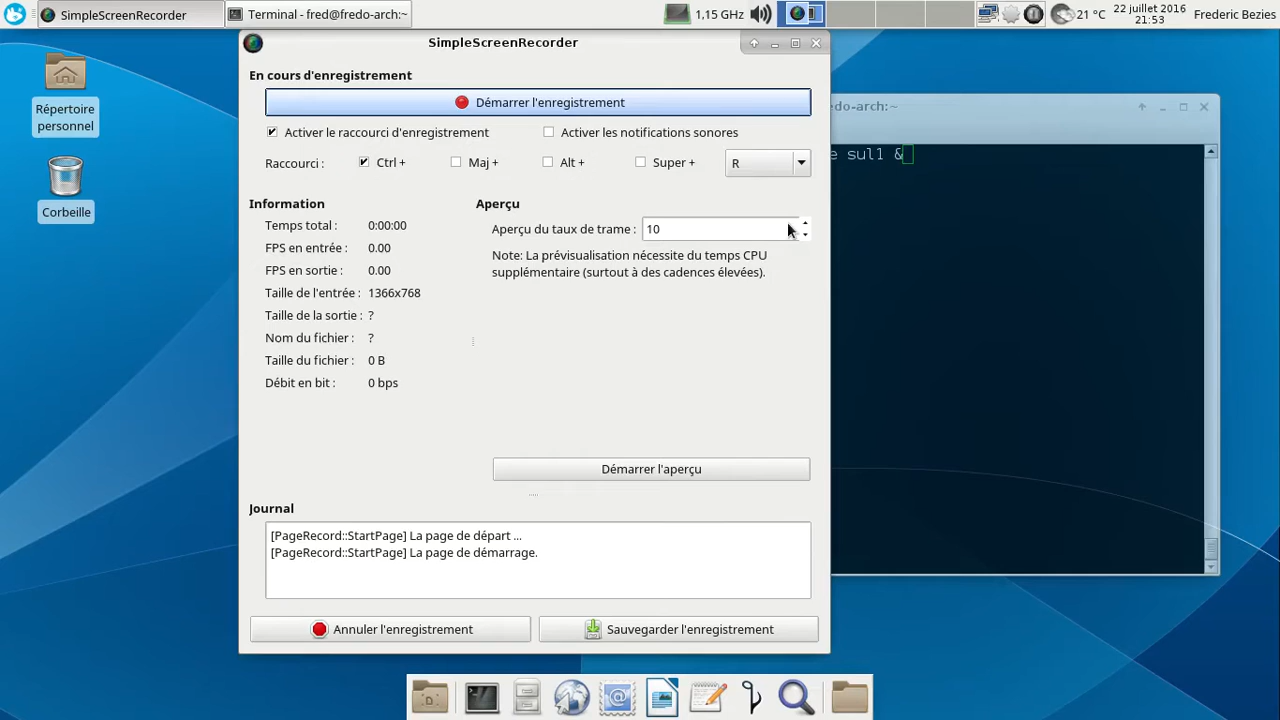 SimpleScreenRecorder
Terminal - fred@fredo-arch:~
1,15 GHz
21 °C
22 juillet 2016
21:53
Frederic Bezies
Répertoire
personnel
Corbeille
SimpleScreenRecorder
En cours d'enregistrement
Démarrer l'enregistrement
Activer le raccourci d'enregistrement
Activer les notifications sonores
Raccourci :
Ctrl +
Maj +
Alt +
Super +
R
Information
Temps total : 0:00:00
FPS en entrée : 0.00
FPS en sortie : 0.00
Taille de l'entrée : 1366x768
Taille de la sortie : ?
Nom du fichier : ?
Taille du fichier : 0 B
Débit en bit : 0 bps
Aperçu
Aperçu du taux de trame : 10
Note: La prévisualisation nécessite du temps CPU
supplémentaire (surtout à des cadences élevées).
Démarrer l'aperçu
Journal
[PageRecord::StartPage] La page de départ ...
[PageRecord::StartPage] La page de démarrage.
Annuler l'enregistrement
Sauvegarder l'enregistrement
edo-arch:~
e sul1 &